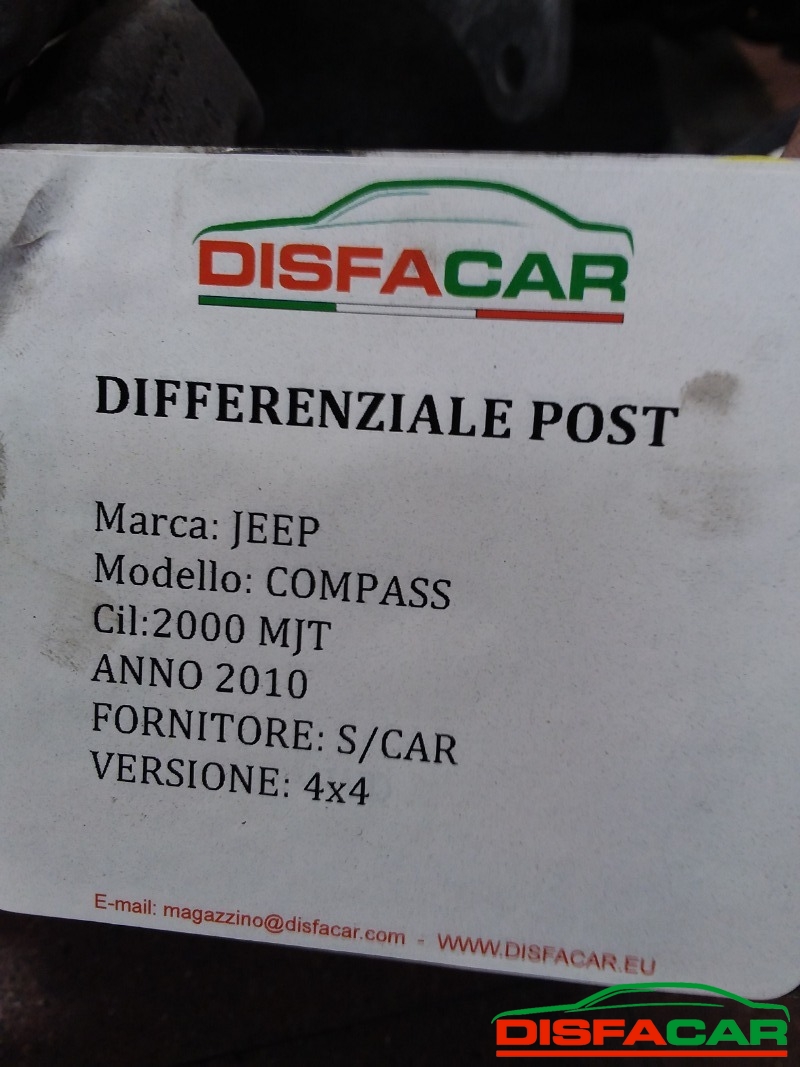 DISFACAR
DIFFERENZIALE POST
Marca: JEEP
Modello: COMPASS
Cil:2000 MJT
ANNO 2010
FORNITORE: S/CAR
VERSIONE: 4x4
E-mail: magazzino@disfacar.com - WWW.DISFACAR.EU
DISFACAR